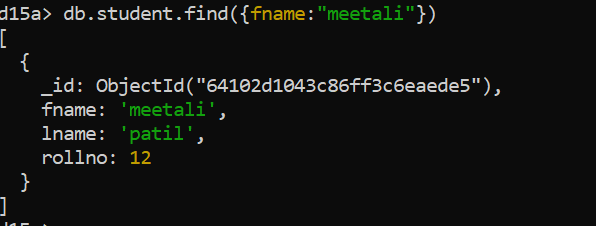 d15a> db.student.find({fname:"meetali"})
[
  {
    _id: ObjectId("64102d1043c86ff3c6eaede5"),
    fname: 'meetali',
    lname: 'patil',
    rollno: 12
  }
]